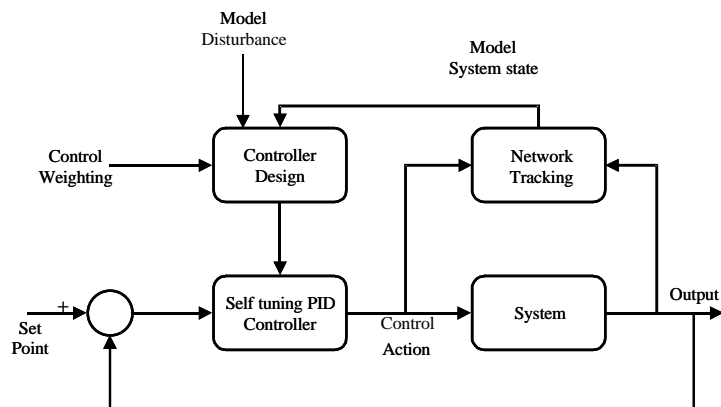 Model
Disturbance
Model
System state
Control
Weighting
Controller
Design
Network
Tracking
+
Set
Point
Self tuning PID
Controller
Control
Action
System
Output